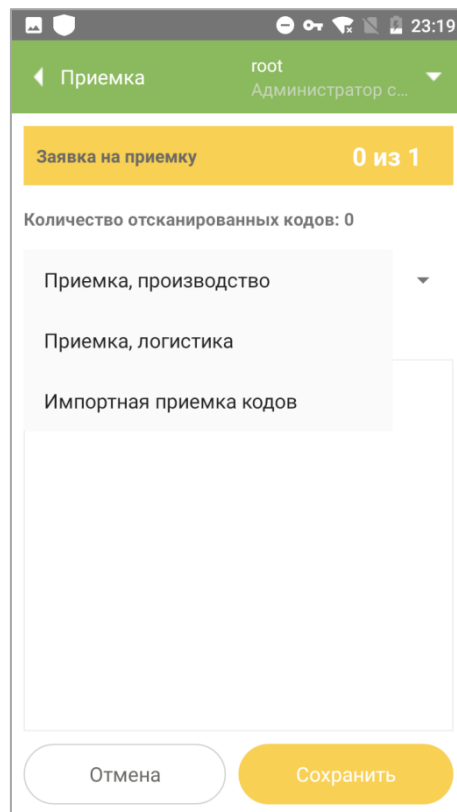 23:19
Приемка
root
Администратор с...
Заявка на приемку 0 из 1
Количество отсканированных кодов: 0
Приемка, производство
Приемка, логистика
Импортная приемка кодов
Отмена
Сохранить